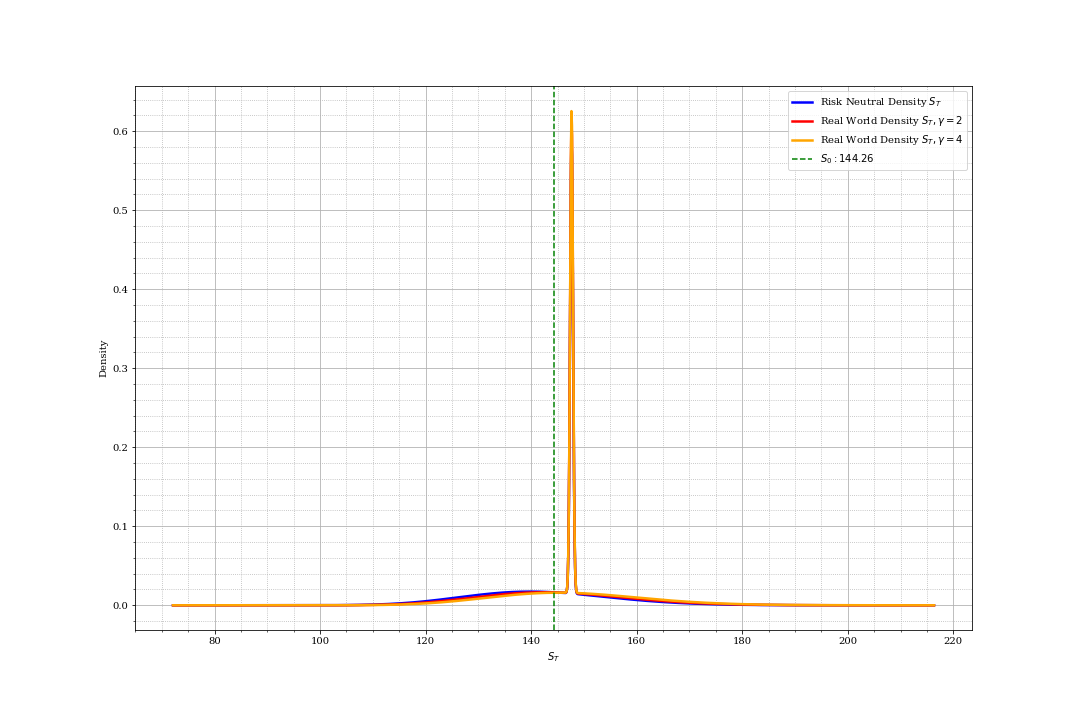 Risk Neutral Density $S_T$
Real World Density $S_T, γ = 2$
Real World Density $S_T, γ = 4$
$S_0 : 144.26$
0.6
0.5
0.4
0.3
0.2
0.1
0.0
Density
80 100 120 140 160 180 200 220
$S_T$